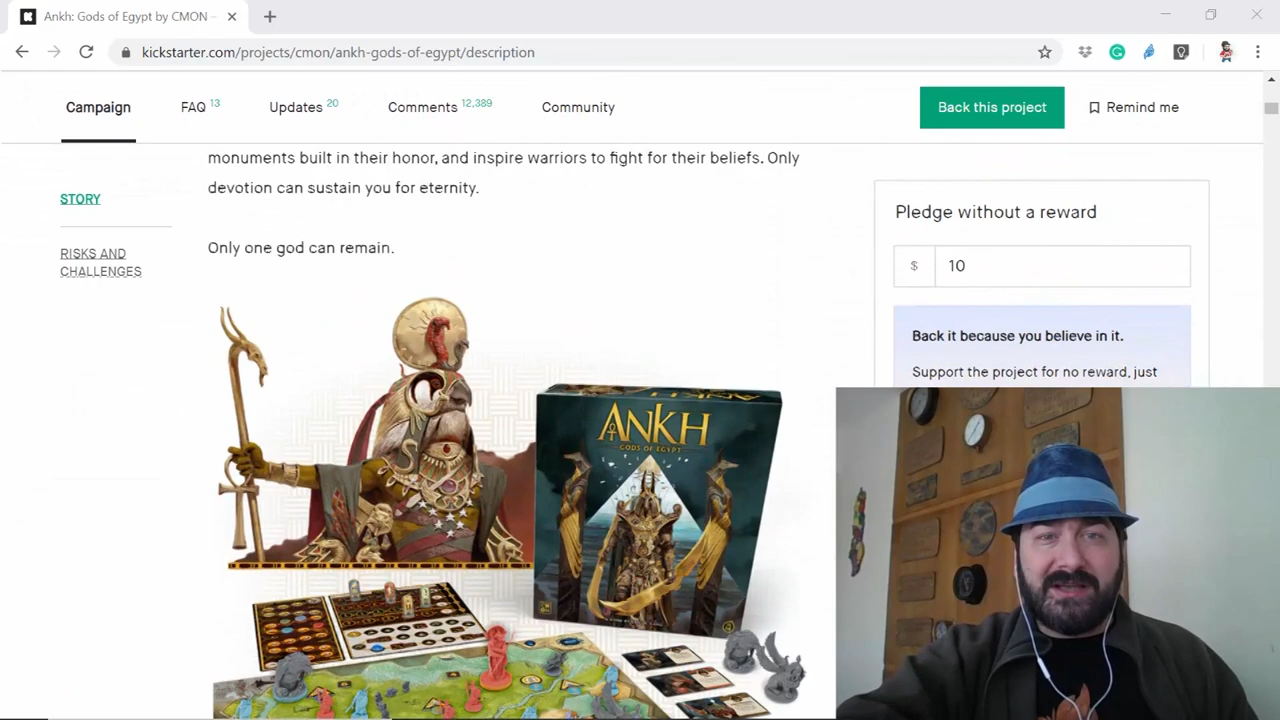 Ankh: Gods of Egypt by CMON –
kickstarter.com/projects/cmon/ankh-gods-of-egypt/description
Campaign
FAQ 13
Updates 20
Comments 12,389
Community
Back this project
Remind me
STORY
RISKS AND
CHALLENGES
monuments built in their honor, and inspire warriors to fight for their beliefs. Only
devotion can sustain you for eternity.
Only one god can remain.
ANKH
GODS OF EGYPT
Pledge without a reward
$ 10
Back it because you believe in it.
Support the project for no reward, just